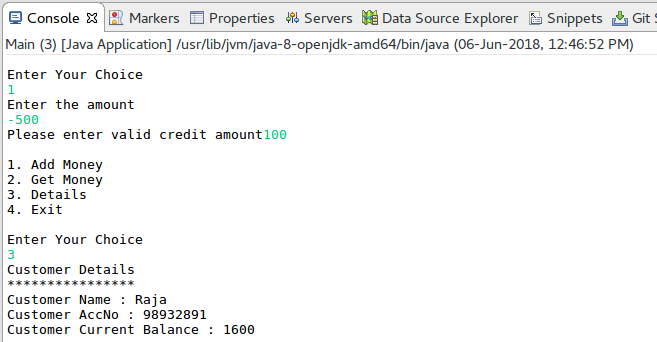 Console Markers Properties Servers Data Source Explorer Snippets Git S
Main (3) [Java Application] /usr/lib/jvm/java-8-openjdk-amd64/bin/java (06-Jun-2018, 12:46:52 PM)
Enter Your Choice
1
Enter the amount
-500
Please enter valid credit amount100
1. Add Money
2. Get Money
3. Details
4. Exit
Enter Your Choice
3
Customer Details
****************
Customer Name : Raja
Customer AccNo : 98932891
Customer Current Balance : 1600